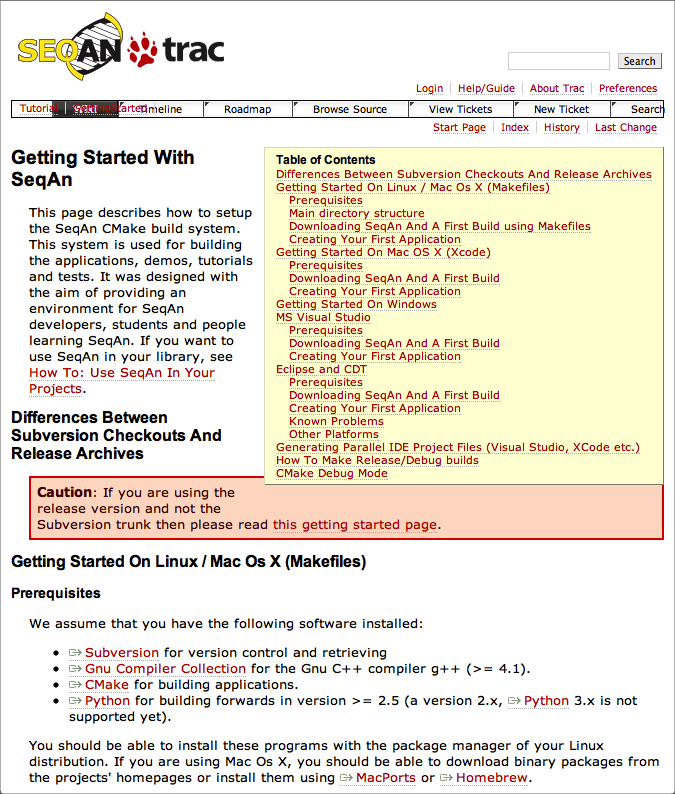 SEQAN trac
Search
Login Help/Guide About Trac Preferences
Tutorial Wiki GettingStarted Timeline Roadmap Browse Source View Tickets New Ticket Search
Start Page Index History Last Change
Getting Started With
SeqAn
This page describes how to setup
the SeqAn CMake build system.
This system is used for building
the applications, demos, tutorials
and tests. It was designed with
the aim of providing an
environment for SeqAn
developers, students and people
learning SeqAn. If you want to
use SeqAn in your library, see
How To: Use SeqAn In Your
Projects.
Table of Contents
Differences Between Subversion Checkouts And Release Archives
Getting Started On Linux / Mac Os X (Makefiles)
Prerequisites
Main directory structure
Downloading SeqAn And A First Build using Makefiles
Creating Your First Application
Getting Started On Mac OS X (Xcode)
Prerequisites
Downloading SeqAn And A First Build
Creating Your First Application
Getting Started On Windows
MS Visual Studio
Prerequisites
Downloading SeqAn And A First Build
Creating Your First Application
Eclipse and CDT
Prerequisites
Downloading SeqAn And A First Build
Creating Your First Application
Known Problems
Other Platforms
Generating Parallel IDE Project Files (Visual Studio, XCode etc.)
How To Make Release/Debug builds
CMake Debug Mode
Differences Between
Subversion Checkouts And
Release Archives
Caution: If you are using the
release version and not the
Subversion trunk then please read this getting started page.
Getting Started On Linux / Mac Os X (Makefiles)
Prerequisites
We assume that you have the following software installed:
Subversion for version control and retrieving
Gnu Compiler Collection for the Gnu C++ compiler g++ (>= 4.1).
CMake for building applications.
Python for building forwards in version >= 2.5 (a version 2.x, Python 3.x is not
supported yet).
You should be able to install these programs with the package manager of your Linux
distribution. If you are using Mac Os X, you should be able to download binary packages from
the projects' homepages or install them using MacPorts or Homebrew.